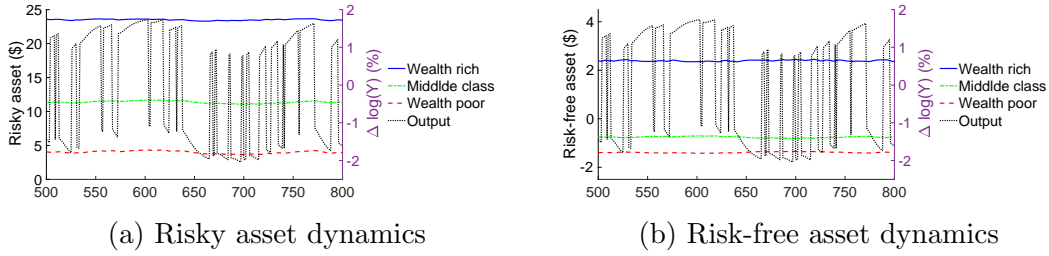 25
20
15
10
5
0
Risky asset ($)
500 550 600 650 700 750 800
2
1
0
-1
-2
Δ log(Y) (%)
Wealth rich
Middlde class
Wealth poor
Output
(a) Risky asset dynamics
4
2
0
-2
Risk-free asset ($)
500 550 600 650 700 750 800
2
1
0
-1
-2
Δ log(Y) (%)
Wealth rich
Middlde class
Wealth poor
Output
(b) Risk-free asset dynamics